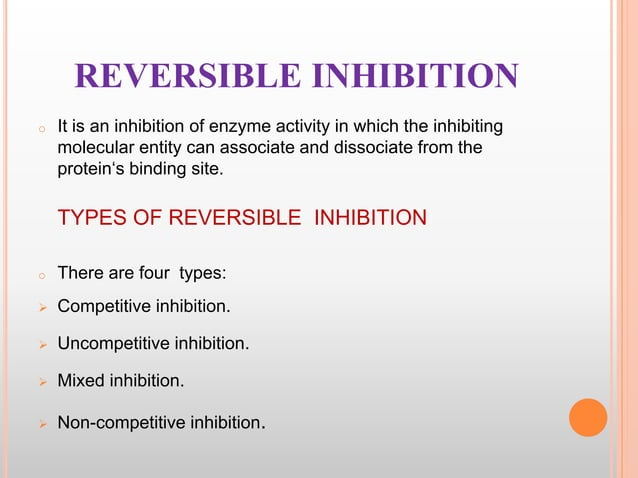 REVERSIBLE INHIBITION
It is an inhibition of enzyme activity in which the inhibiting
molecular entity can associate and dissociate from the
protein‘s binding site.
TYPES OF REVERSIBLE  INHIBITION
There are four  types:
Competitive inhibition.
Uncompetitive inhibition.
Mixed inhibition.
Non-competitive inhibition.